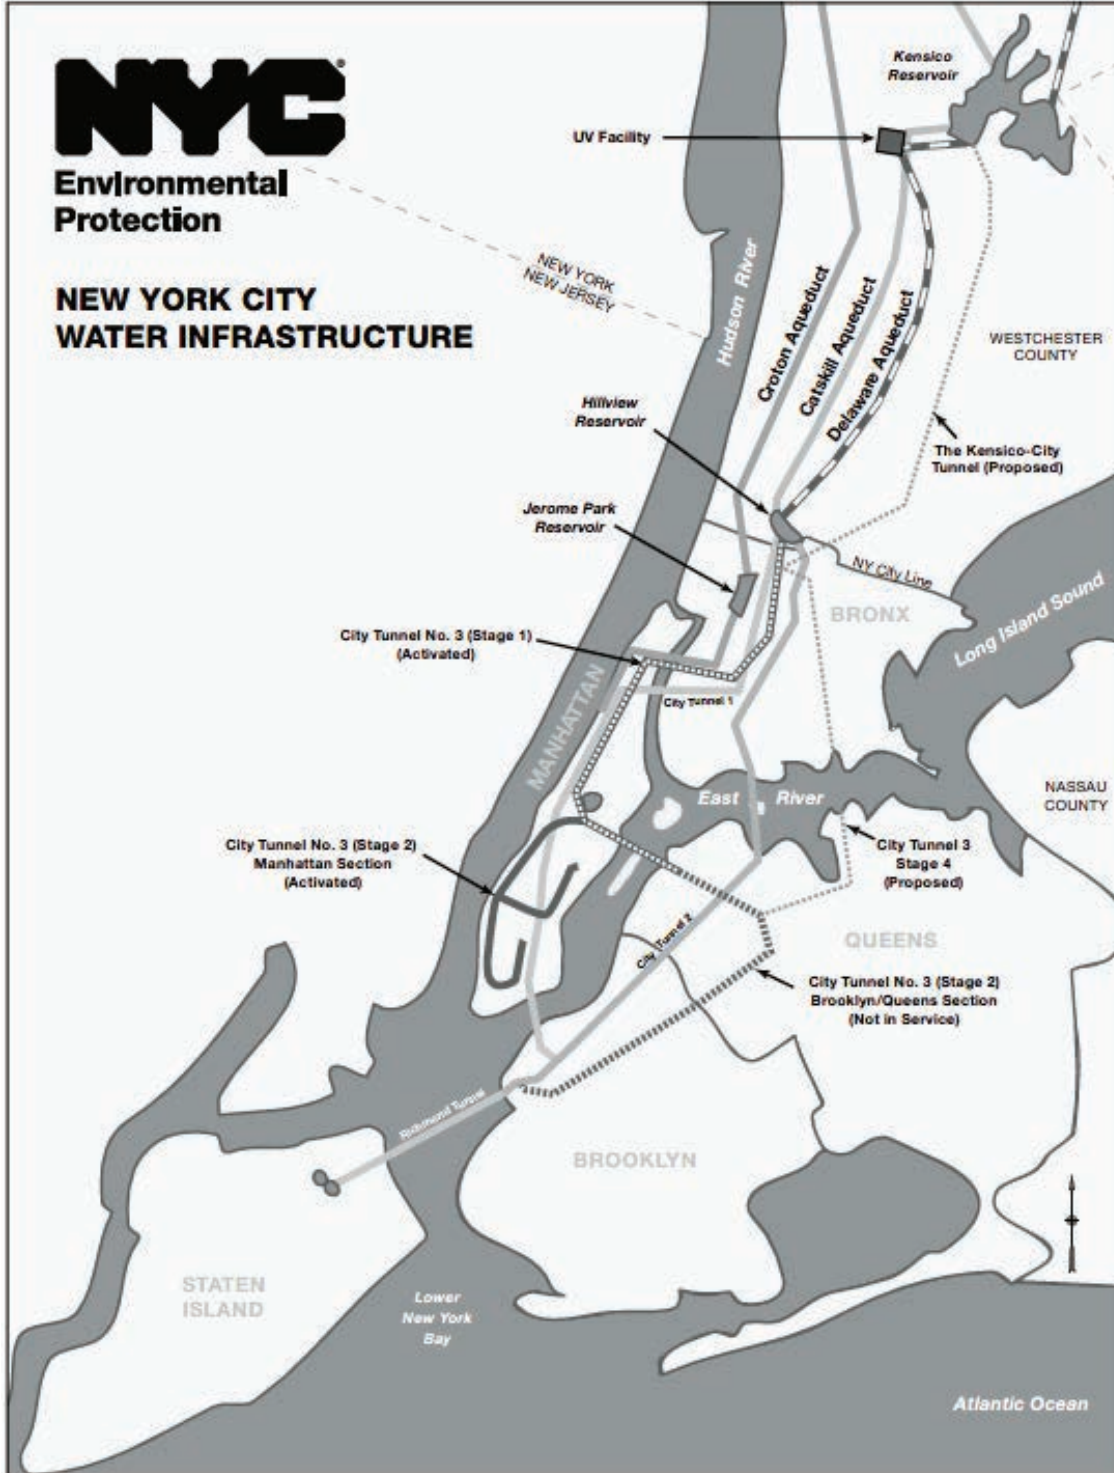 NYC®
Environmental
Protection
NEW YORK CITY
WATER INFRASTRUCTURE
Kensico
Reservoir
UV Facility
NEW YORK
NEW JERSEY
Hudson River
Croton Aqueduct
Catskill Aqueduct
Delaware Aqueduct
WESTCHESTER
COUNTY
Hillview
Reservoir
The Kensico-City
Tunnel (Proposed)
Jerome Park
Reservoir
NY City Line
BRONX
Long Island Sound
City Tunnel No. 3 (Stage 1)
(Activated)
MANHATTAN
City Tunnel 1
East River
NASSAU
COUNTY
City Tunnel No. 3 (Stage 2)
Manhattan Section
(Activated)
City Tunnel 3
Stage 4
(Proposed)
City Tunnel 2
QUEENS
City Tunnel No. 3 (Stage 2)
Brooklyn/Queens Section
(Not in Service)
Richmond Tunnel
BROOKLYN
STATEN
ISLAND
Lower
New York
Bay
Atlantic Ocean